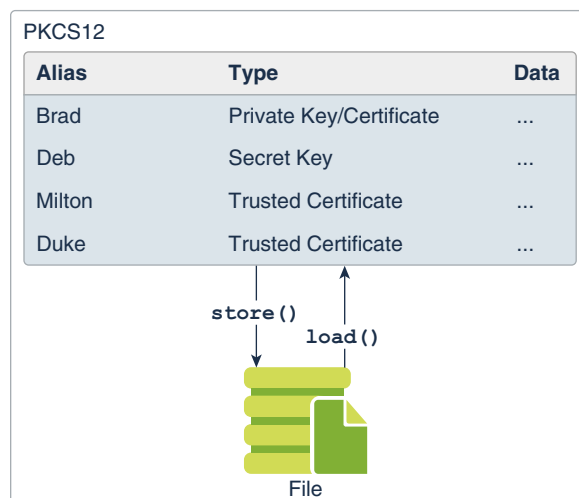 PKCS12
Alias Type Data
Brad Private Key/Certificate ...
Deb Secret Key ...
Milton Trusted Certificate ...
Duke Trusted Certificate ...
store()
load()
File